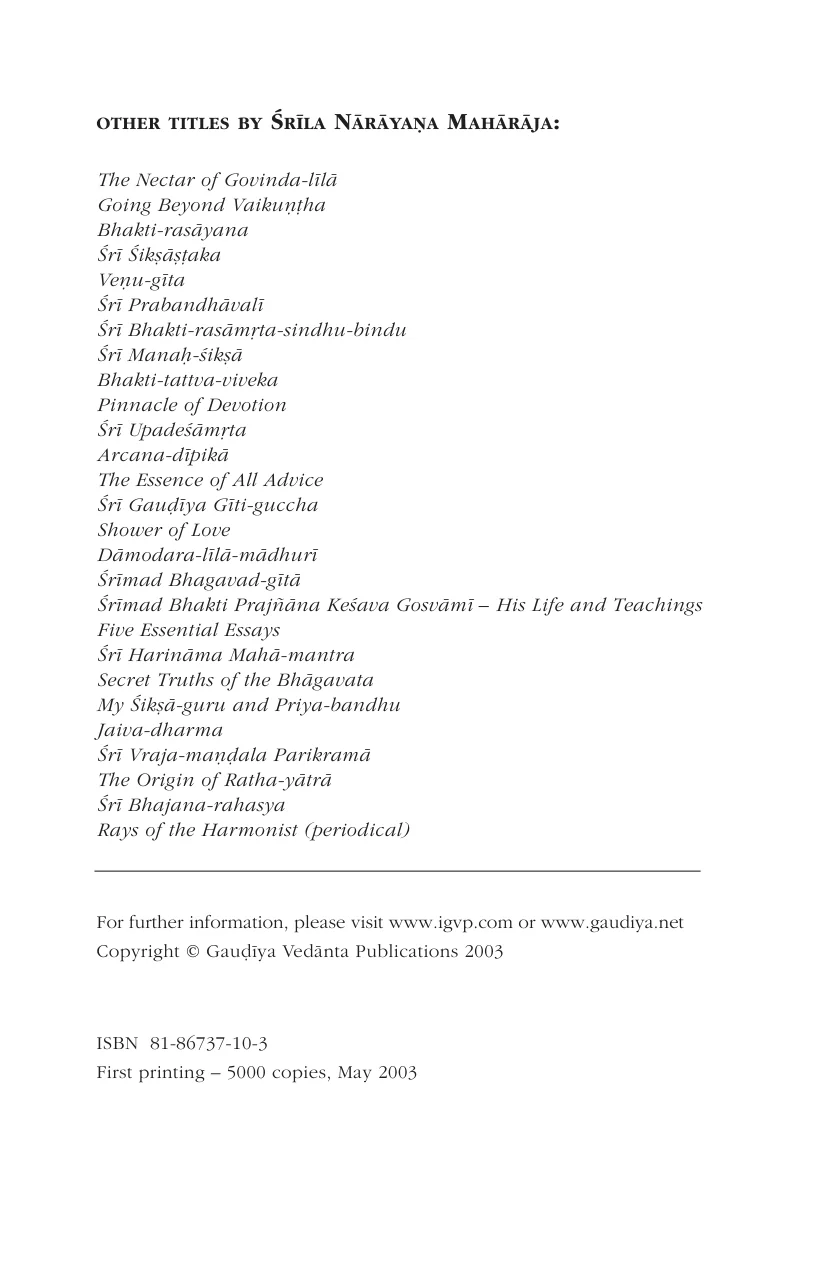 OTHER TITLES BY ŚRĪLA NĀRĀYAṆA MAHĀRĀJA:
The Nectar of Govinda-līlā
Going Beyond Vaikuṇṭha
Bhakti-rasāyana
Śrī Śikṣāṣṭaka
Veṇu-gīta
Śrī Prabandhāvalī
Śrī Bhakti-rasāmṛta-sindhu-bindu
Śrī Manaḥ-śikṣā
Bhakti-tattva-viveka
Pinnacle of Devotion
Śrī Upadeśāmṛta
Arcana-dīpikā
The Essence of All Advice
Śrī Gauḍīya Gīti-guccha
Shower of Love
Dāmodara-līlā-mādhurī
Śrīmad Bhagavad-gītā
Śrīmad Bhakti Prajñāna Keśava Gosvāmī – His Life and Teachings
Five Essential Essays
Śrī Harināma Mahā-mantra
Secret Truths of the Bhāgavata
My Śikṣā-guru and Priya-bandhu
Jaiva-dharma
Śrī Vraja-maṇḍala Parikramā
The Origin of Ratha-yātrā
Śrī Bhajana-rahasya
Rays of the Harmonist (periodical)
For further information, please visit www.igvp.com or www.gaudiya.net
Copyright © Gauḍīya Vedānta Publications 2003
ISBN 81-86737-10-3
First printing – 5000 copies, May 2003